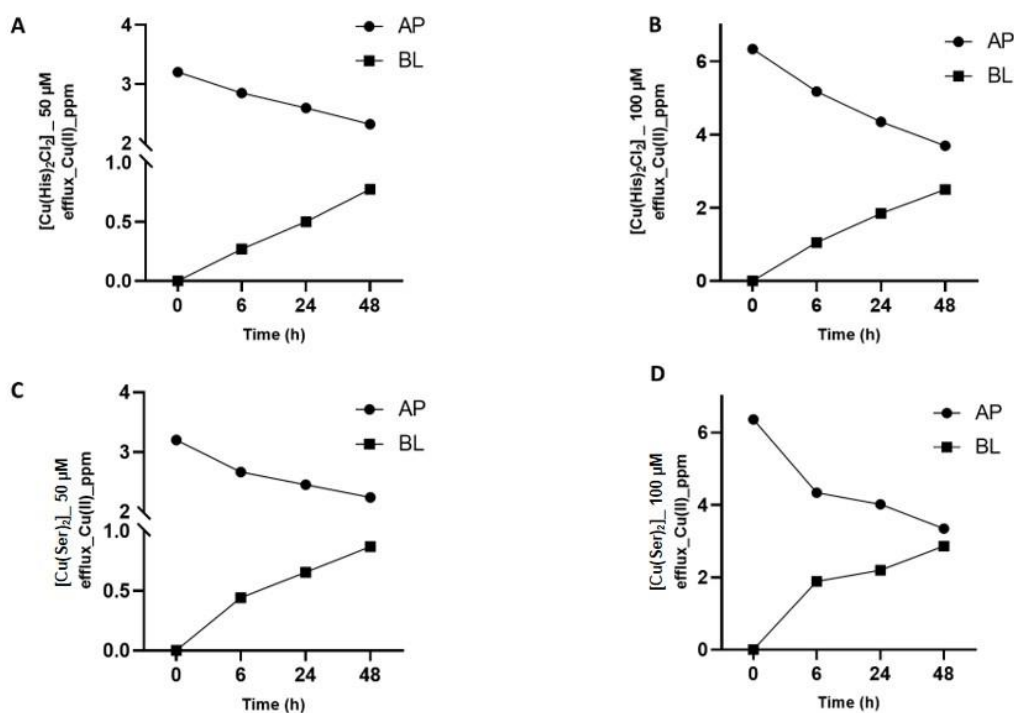 A
[Cu(His)₂Cl₂]_ 50 µM
efflux_Cu(II)_ppm
4
3
2
1.0
0.5
0.0
AP
BL
0 6 24 48
Time (h)
B
[Cu(His)₂Cl₂]_ 100 µM
efflux_Cu(II)_ppm
6
4
2
0
AP
BL
0 6 24 48
Time (h)
C
[Cu(Ser)₂]_ 50 µM
efflux_Cu(II)_ppm
4
3
2
1.0
0.5
0.0
AP
BL
0 6 24 48
Time (h)
D
[Cu(Ser)₂]_ 100 µM
efflux_Cu(II)_ppm
6
4
2
0
AP
BL
0 6 24 48
Time (h)